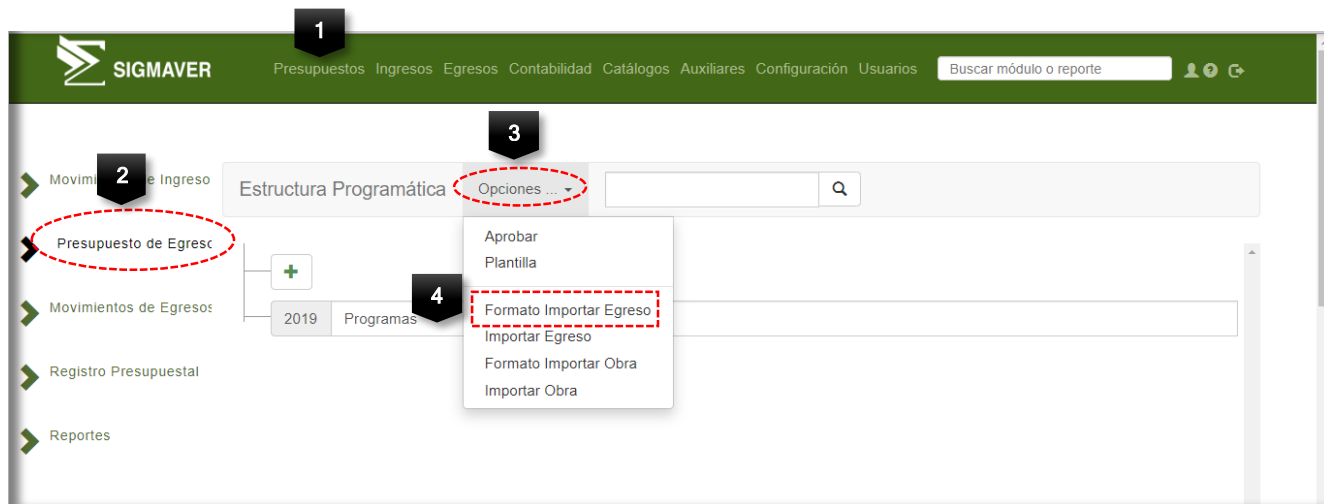 1
SIGMAVER
Presupuestos Ingresos Egresos Contabilidad Catálogos Auxiliares Configuración Usuarios
Buscar módulo o reporte
3
2
Movimi e Ingreso
Estructura Programática
Opciones ...
Presupuesto de Egreso
Aprobar
Plantilla
4
Movimientos de Egresos
2019 Programas
Formato Importar Egreso
Importar Egreso
Formato Importar Obra
Importar Obra
Registro Presupuestal
Reportes